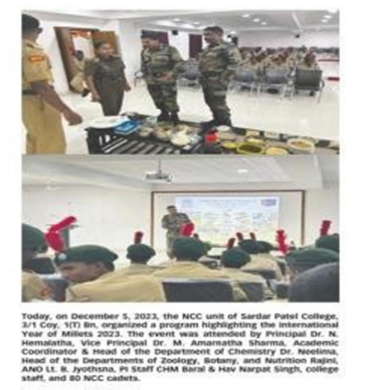 Today, on December 5, 2023, the NCC unit of Sardar Patel College,
3/1 Coy, 1(T) Bn, organized a program highlighting the International
Year of Millets 2023. The event was attended by Principal Dr. N.
Hemalatha, Vice Principal Dr. M. Amarnatha Sharma, Academic
Coordinator & Head of the Department of Chemistry Dr. Neelima,
Head of the Departments of Zoology, Botany, and Nutrition Rajini,
ANO Lt. B. Jyothsna, PI Staff CHM Baral & Hav Narpat Singh, college
staff, and 80 NCC cadets.